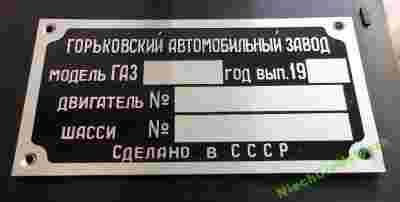 ГОРЬКОВСКИЙ АВТОМОБИЛЬНЫЙ ЗАВОД
МОДЕЛЬ ГАЗ ГОД ВЫП. 19
ДВИГАТЕЛЬ №
ШАССИ №
СДЕЛАНО В СССР